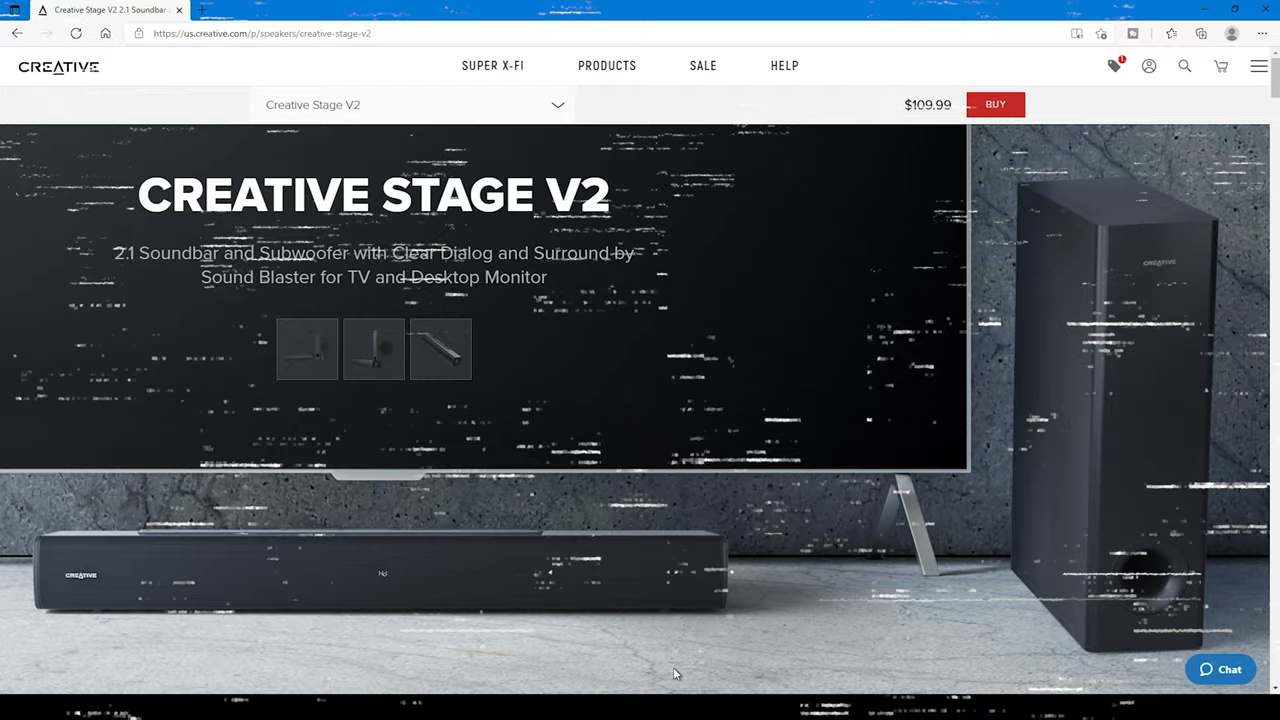 Creative Stage V2 2.1 Soundbar
https://us.creative.com/p/speakers/creative-stage-v2
CREATIVE
SUPER X-FI
PRODUCTS
SALE
HELP
1
Creative Stage V2
$109.99
BUY
CREATIVE STAGE V2
2.1 Soundbar and Subwoofer with Clear Dialog and Surround by
Sound Blaster for TV and Desktop Monitor
CREATIVE
CREATIVE
Chat